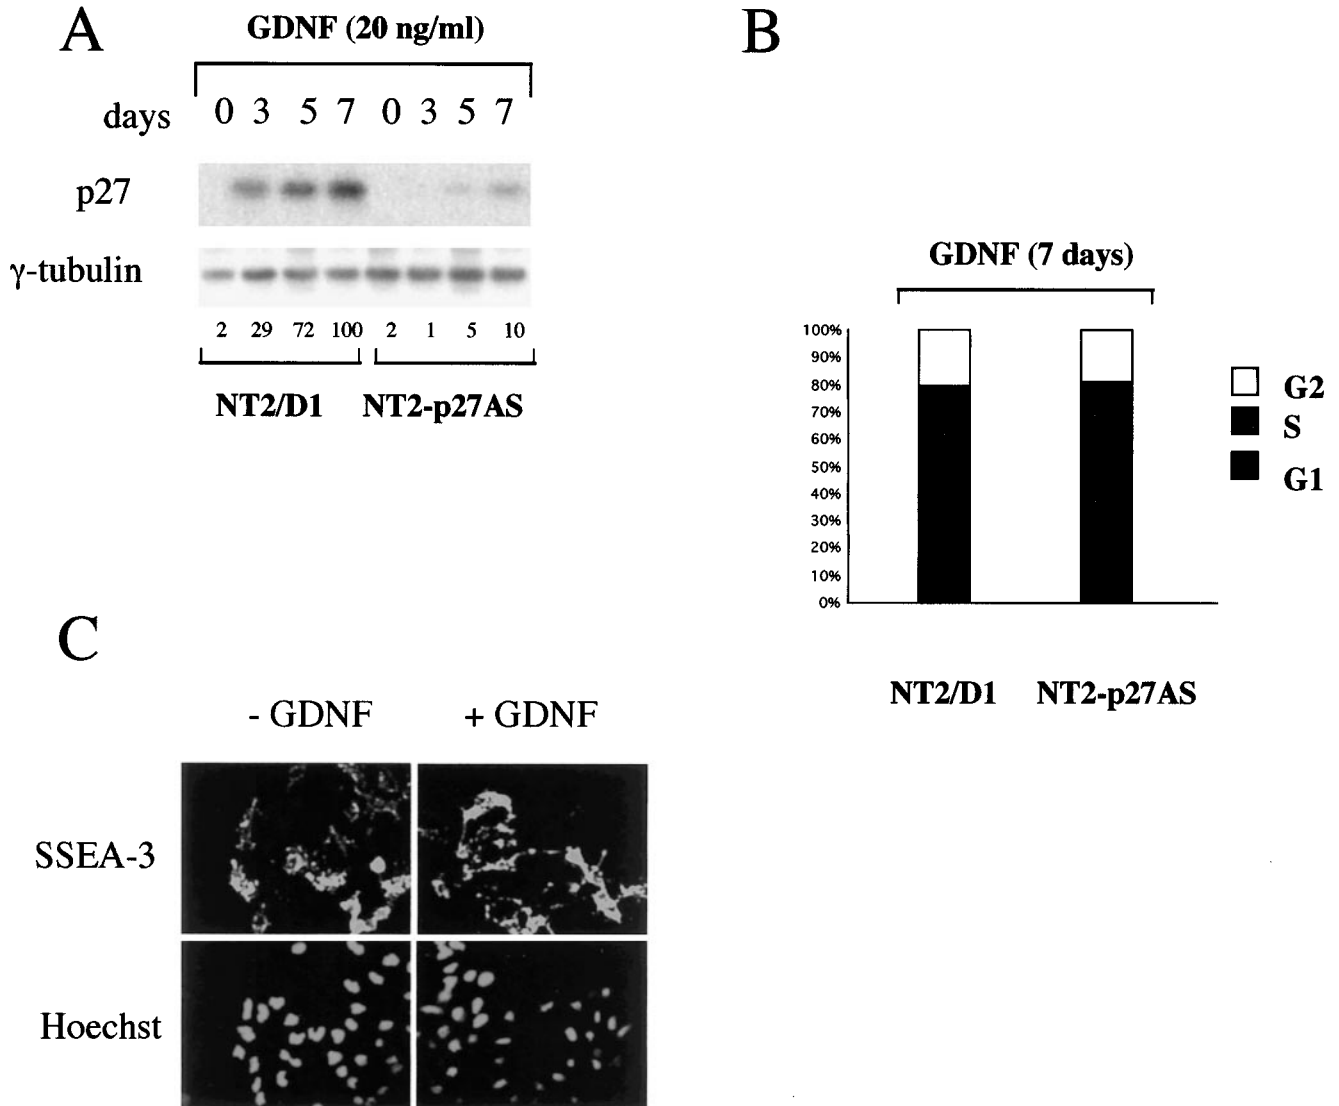 A
GDNF (20 ng/ml)
days 0 3 5 7 0 3 5 7
p27
γ-tubulin
2 29 72 100 2 1 5 10
NT2/D1 NT2-p27AS
B
GDNF (7 days)
100%
90%
80%
70%
60%
50%
40%
30%
20%
10%
0%
G2
S
G1
NT2/D1 NT2-p27AS
C
- GDNF + GDNF
SSEA-3
Hoechst